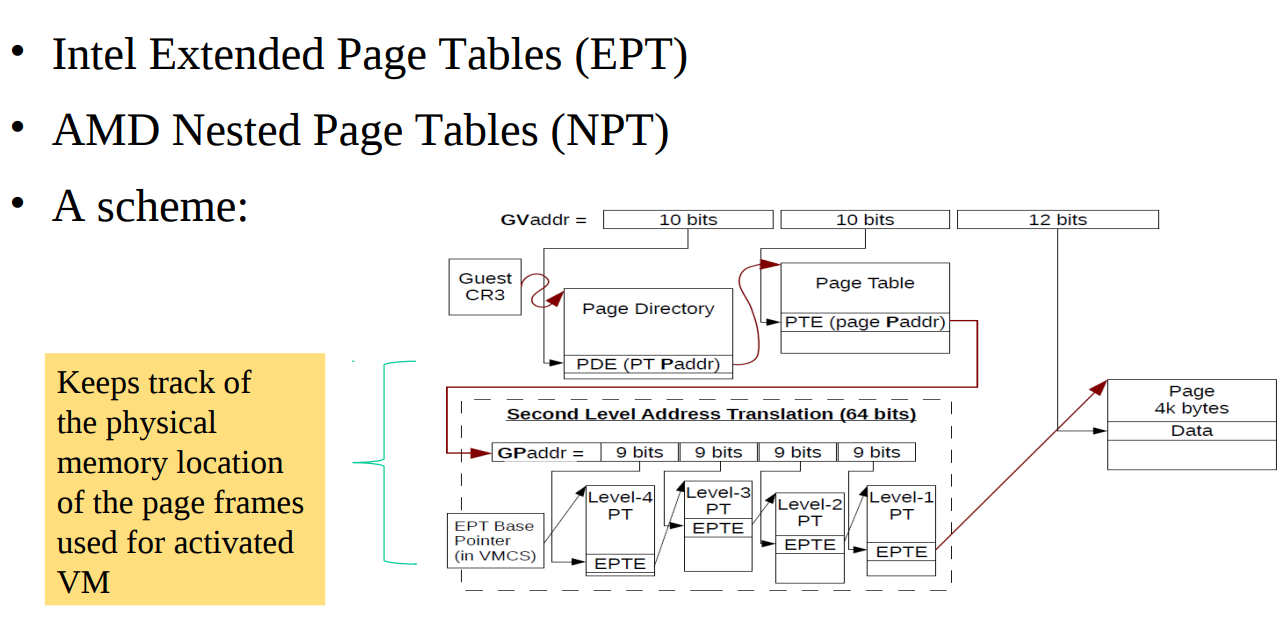 • Intel Extended Page Tables (EPT)
• AMD Nested Page Tables (NPT)
• A scheme:
GVaddr =
10 bits
10 bits
12 bits
Guest
CR3
Page Directory
PDE (PT Paddr)
Page Table
PTE (page Paddr)
Keeps track of
the physical
memory location
of the page frames
used for activated
VM
Second Level Address Translation (64 bits)
GPaddr =
9 bits
9 bits
9 bits
9 bits
EPT Base
Pointer
(in VMCS)
Level-4
PT
EPTE
Level-3
PT
EPTE
Level-2
PT
EPTE
Level-1
PT
EPTE
Page
4k bytes
Data